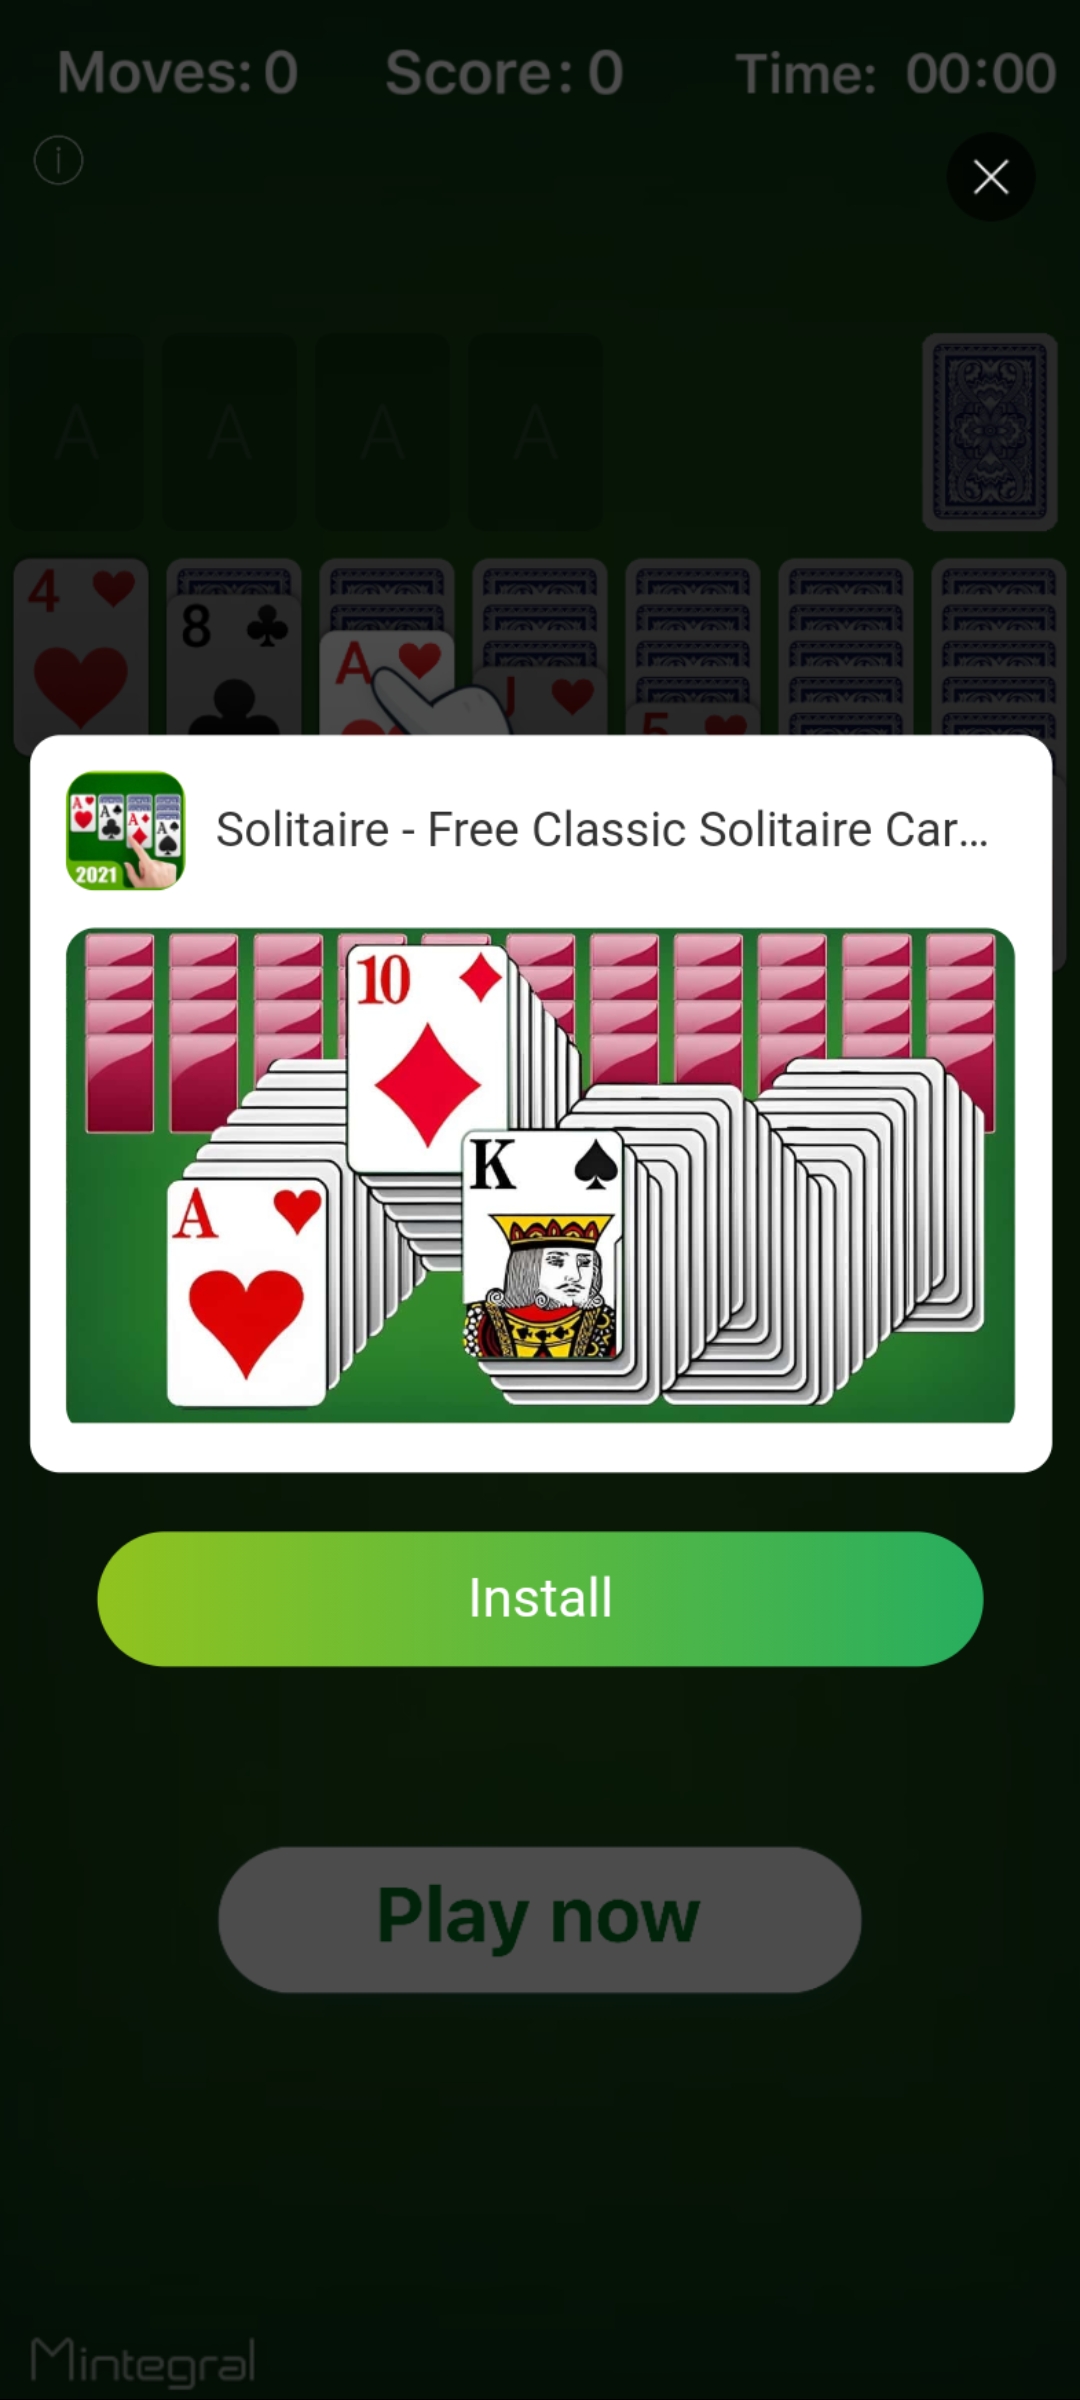 Moves: 0 Score: 0 Time: 00:00
A A A A
4 8 A J 5
Solitaire - Free Classic Solitaire Car...
A A A A
2021
10
K
A
Install
Play now
Mintegral